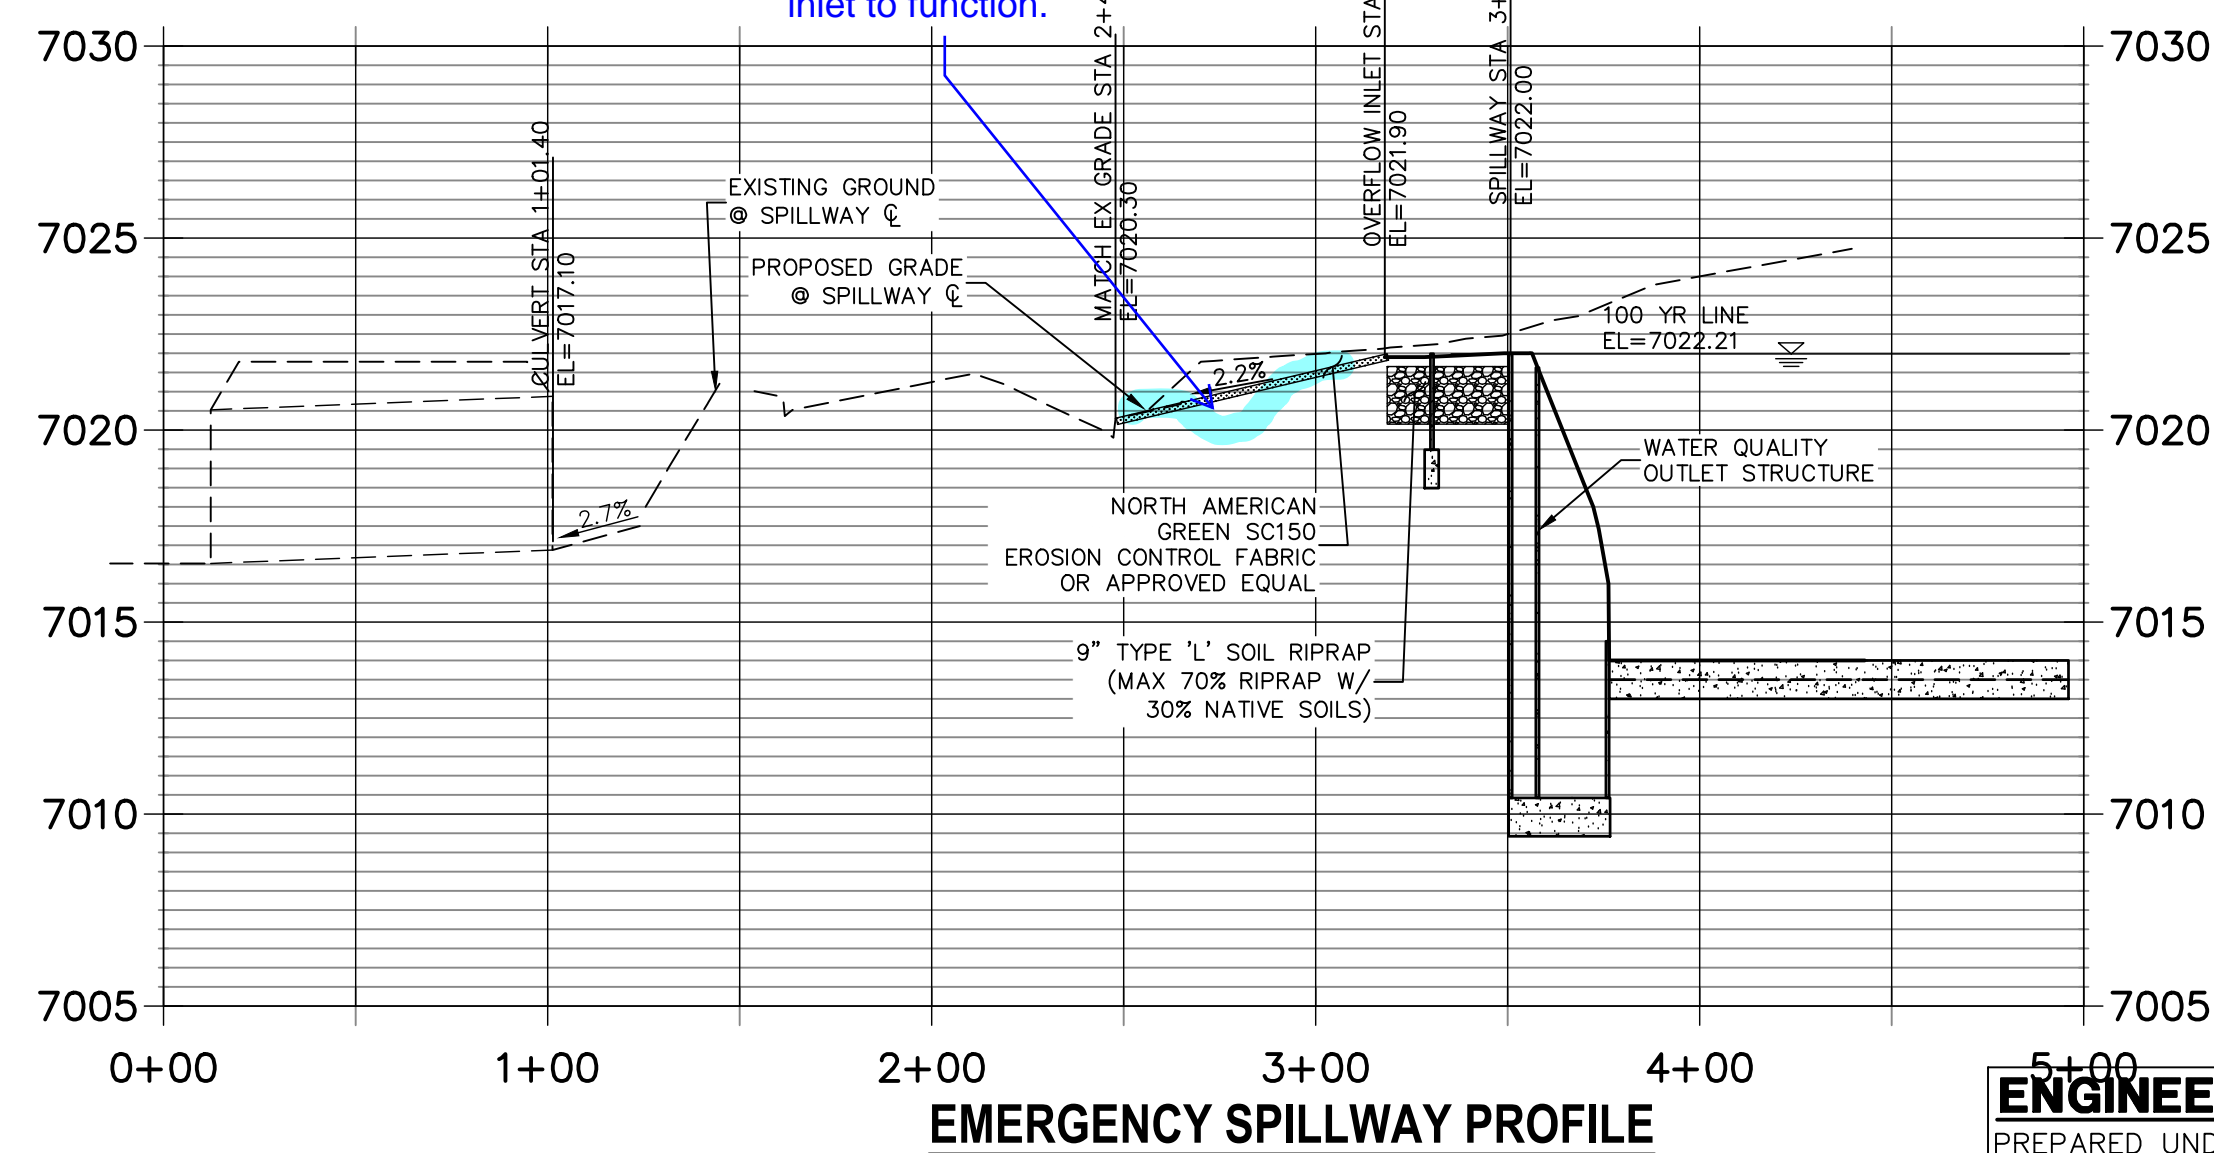 inlet to function.
7030
7030
MATCH EX GRADE STA 2+4
EL=7020.30
OVERFLOW INLET STA
EL=7021.90
SPILLWAY STA 3+
EL=7022.00
CULVERT STA 1+01.40
EL=7017.10
EXISTING GROUND
@ SPILLWAY ℄
7025
7025
PROPOSED GRADE
@ SPILLWAY ℄
100 YR LINE
EL=7022.21
2.2%
7020
7020
WATER QUALITY
OUTLET STRUCTURE
2.7%
NORTH AMERICAN
GREEN SC150
EROSION CONTROL FABRIC
OR APPROVED EQUAL
7015
7015
9" TYPE 'L' SOIL RIPRAP
(MAX 70% RIPRAP W/
30% NATIVE SOILS)
7010
7010
7005
7005
0+00
1+00
2+00
3+00
4+00
5+00
EMERGENCY SPILLWAY PROFILE
ENGINEE
PREPARED UND